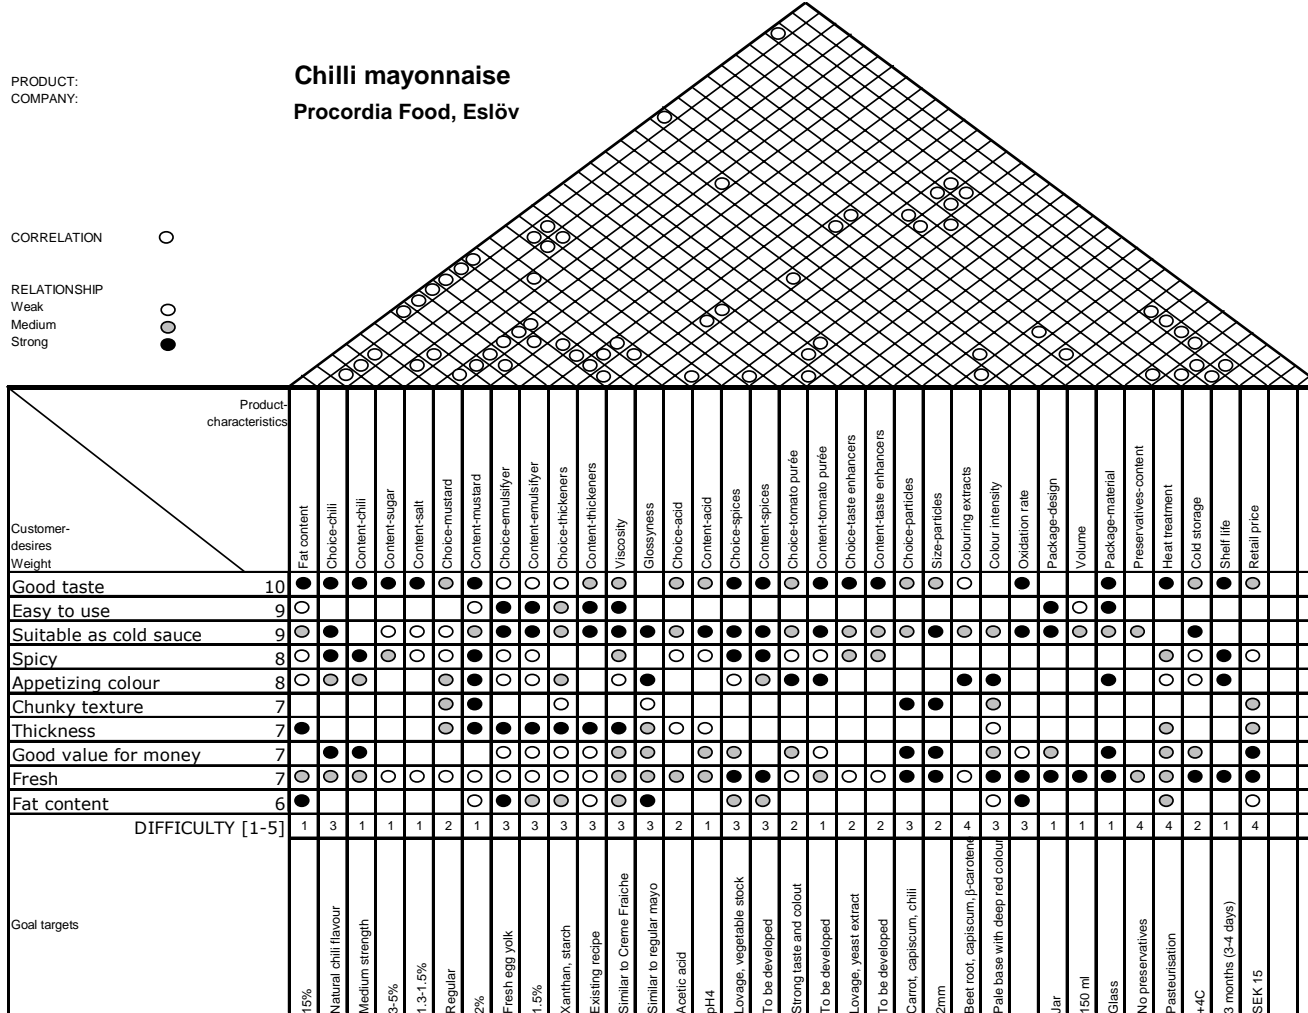 PRODUCT:
Chilli mayonnaise
COMPANY:
Procordia Food, Eslöv
CORRELATION
RELATIONSHIP
Weak
Medium
Strong
Product-
characteristics
Customer-
desires
Weight
Fat content
Choice-chili
Content-chili
Content-sugar
Content-salt
Choice-mustard
Content-mustard
Choice-emulsifyer
Content-emulsifyer
Choice-thickeners
Content-thickeners
Viscosity
Glossyness
Choice-acid
Content-acid
Choice-spices
Content-spices
Choice-tomato purée
Content-tomato purée
Choice-taste enhancers
Content-taste enhancers
Choice-particles
Size-particles
Colouring extracts
Colour intensity
Oxidation rate
Package-design
Volume
Package-material
Preservatives-content
Heat treatment
Cold storage
Shelf life
Retail price
Good taste 10
Easy to use 9
Suitable as cold sauce 9
Spicy 8
Appetizing colour 8
Chunky texture 7
Thickness 7
Good value for money 7
Fresh 7
Fat content 6
DIFFICULTY [1-5] 1 3 1 1 1 2 1 3 3 3 3 3 3 2 1 3 3 2 1 2 2 3 2 4 3 3 1 1 1 4 4 2 1 4
Goal targets
15%
Natural chili flavour
Medium strength
3-5%
1.3-1.5%
Regular
2%
Fresh egg yolk
1.5%
Xanthan, starch
Existing recipe
Similar to Creme Fraiche
Similar to regular mayo
Acetic acid
pH4
Lovage, vegetable stock
To be developed
Strong taste and colout
To be developed
Lovage, yeast extract
To be developed
Carrot, capiscum, chili
2mm
Beet root, capiscum, β-carotene
Pale base with deep red colour
Jar
150 ml
Glass
No preservatives
Pasteurisation
+4C
3 months (3-4 days)
SEK 15